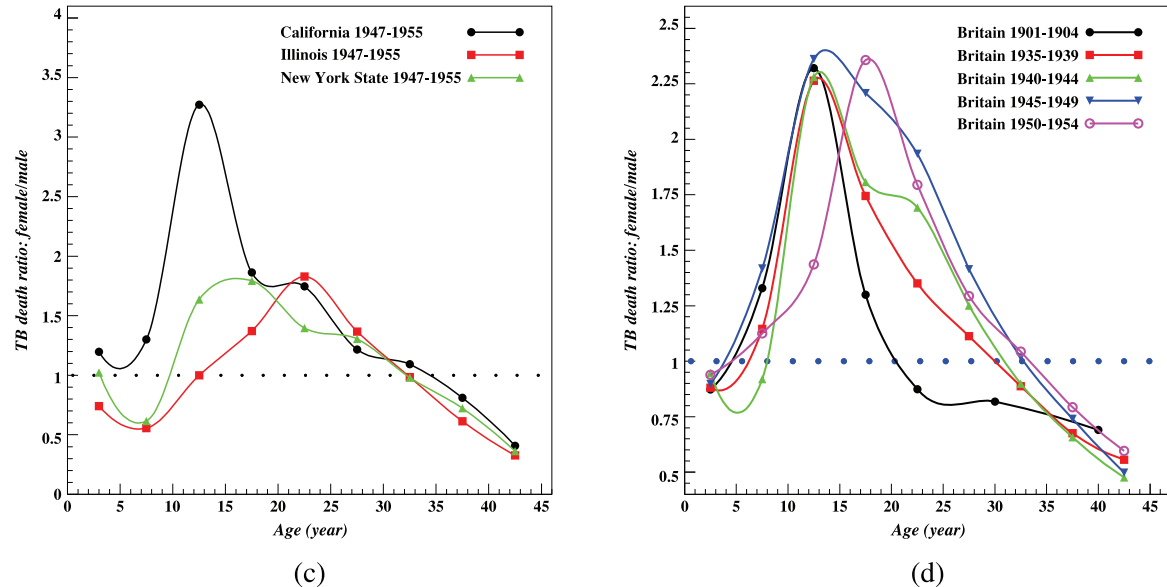 4
3.5
3
2.5
2
1.5
1
0.5
0
0 5 10 15 20 25 30 35 40 45
TB death ratio: female/male
Age (year)
California 1947-1955
Illinois 1947-1955
New York State 1947-1955
(c)
2.5
2.25
2
1.75
1.5
1.25
1
0.75
0.5
0 5 10 15 20 25 30 35 40 45
TB death ratio: female/male
Age (year)
Britain 1901-1904
Britain 1935-1939
Britain 1940-1944
Britain 1945-1949
Britain 1950-1954
(d)